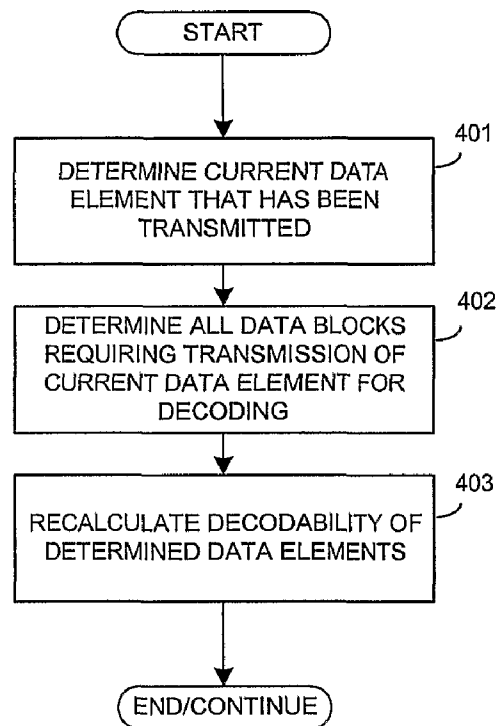 START
401
DETERMINE CURRENT DATA
ELEMENT THAT HAS BEEN
TRANSMITTED
402
DETERMINE ALL DATA BLOCKS
REQUIRING TRANSMISSION OF
CURRENT DATA ELEMENT FOR
DECODING
403
RECALCULATE DECODABILITY OF
DETERMINED DATA ELEMENTS
END/CONTINUE